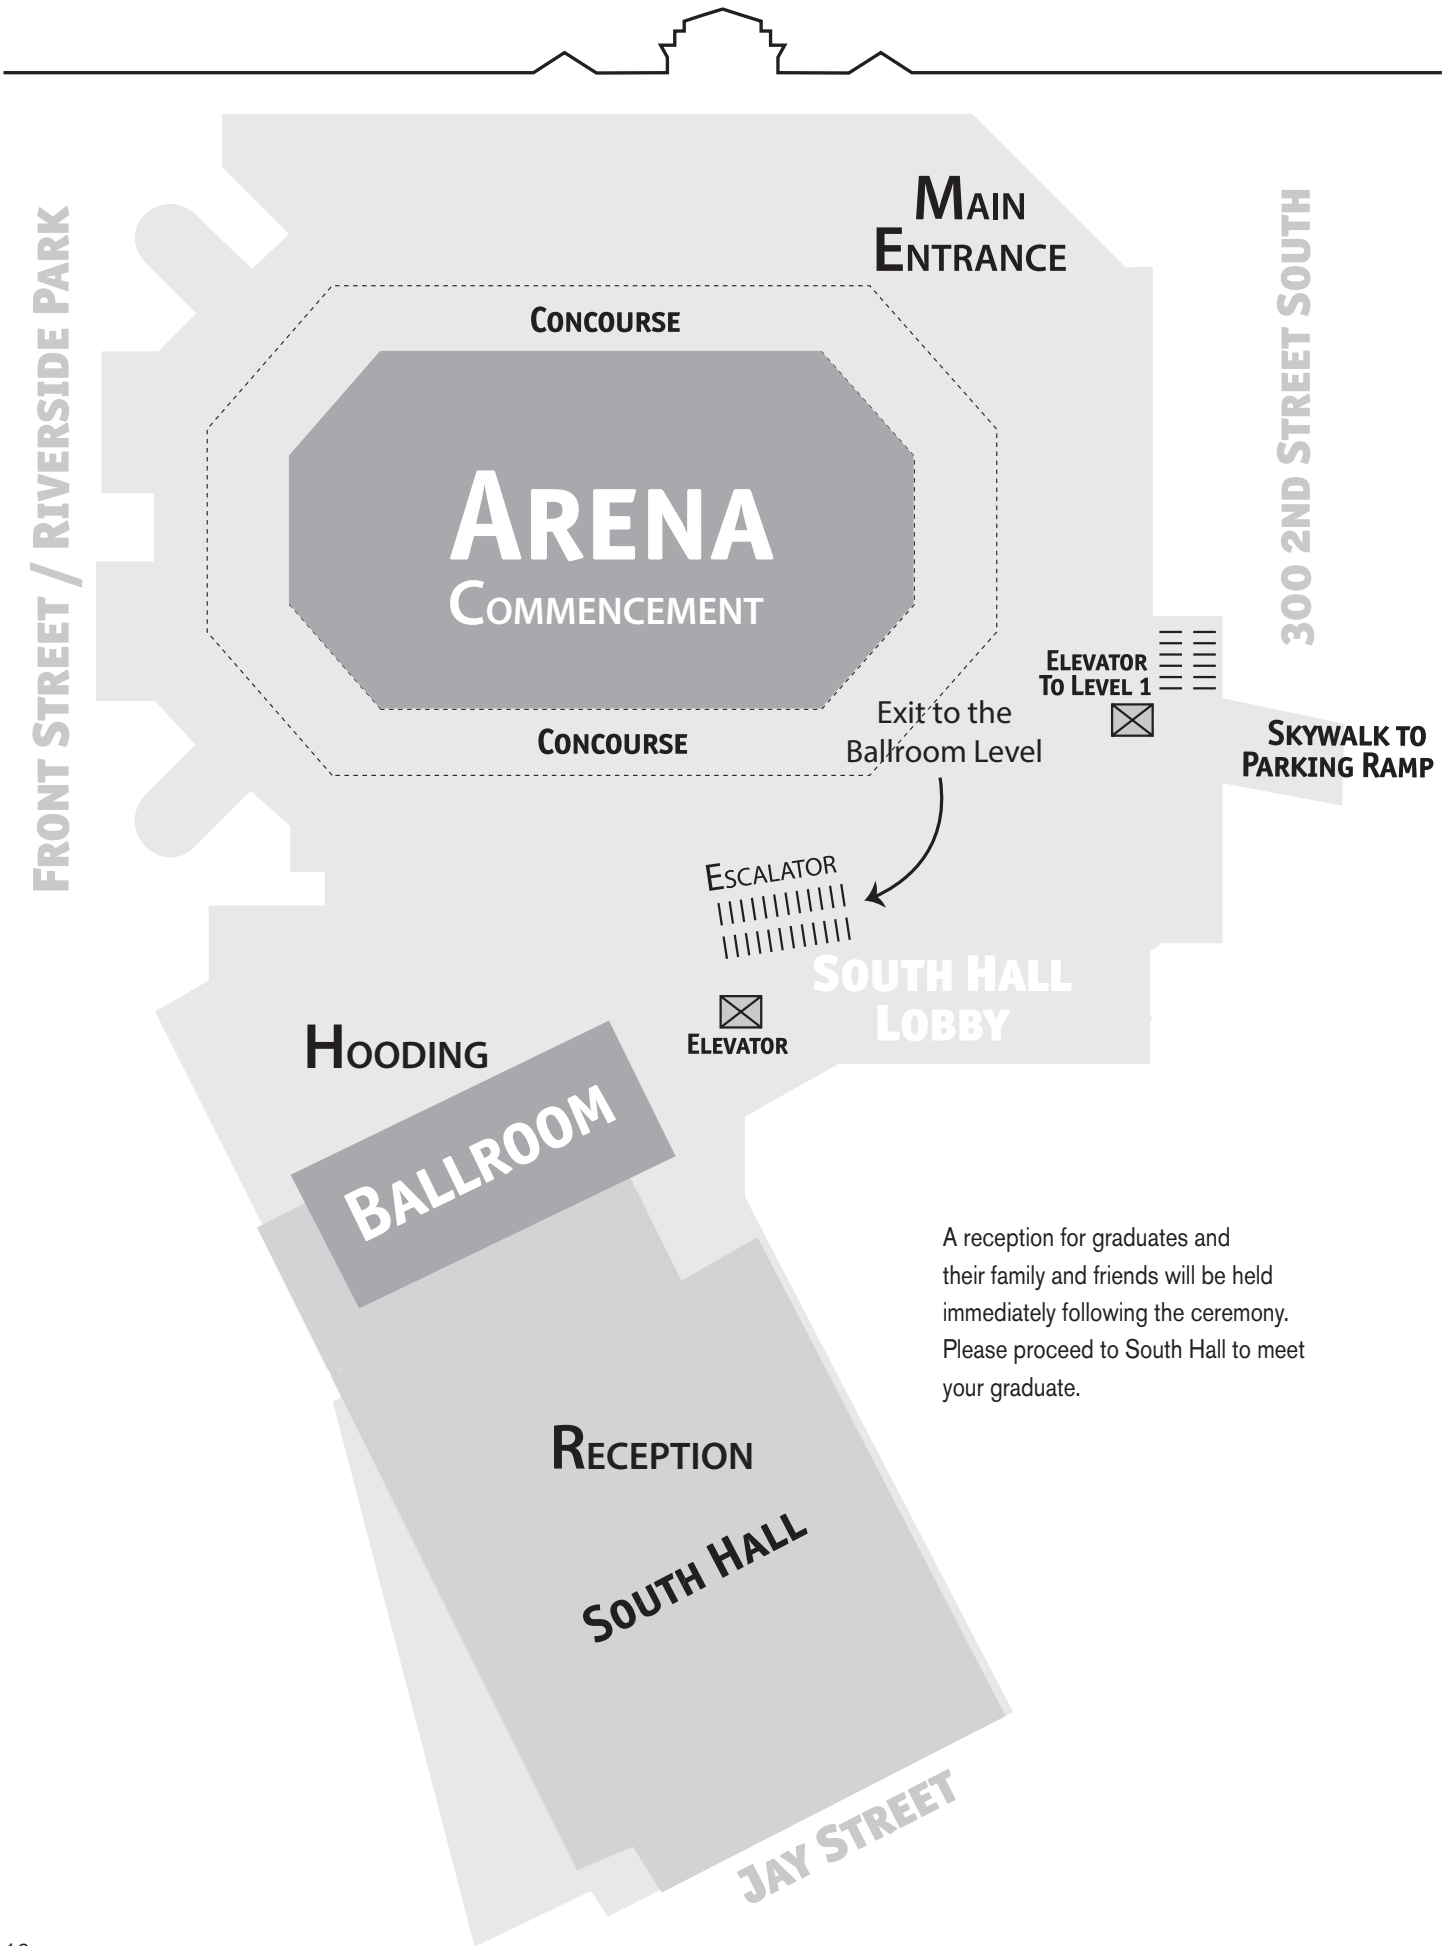 MAIN
ENTRANCE
FRONT STREET / RIVERSIDE PARK
300 2ND STREET SOUTH
CONCOURSE
ARENA
COMMENCEMENT
ELEVATOR
TO LEVEL 1
Exit to the
Ballroom Level
CONCOURSE
SKYWALK TO
PARKING RAMP
ESCALATOR
SOUTH HALL
LOBBY
ELEVATOR
HOODING
BALLROOM
A reception for graduates and
their family and friends will be held
immediately following the ceremony.
Please proceed to South Hall to meet
your graduate.
RECEPTION
SOUTH HALL
JAY STREET